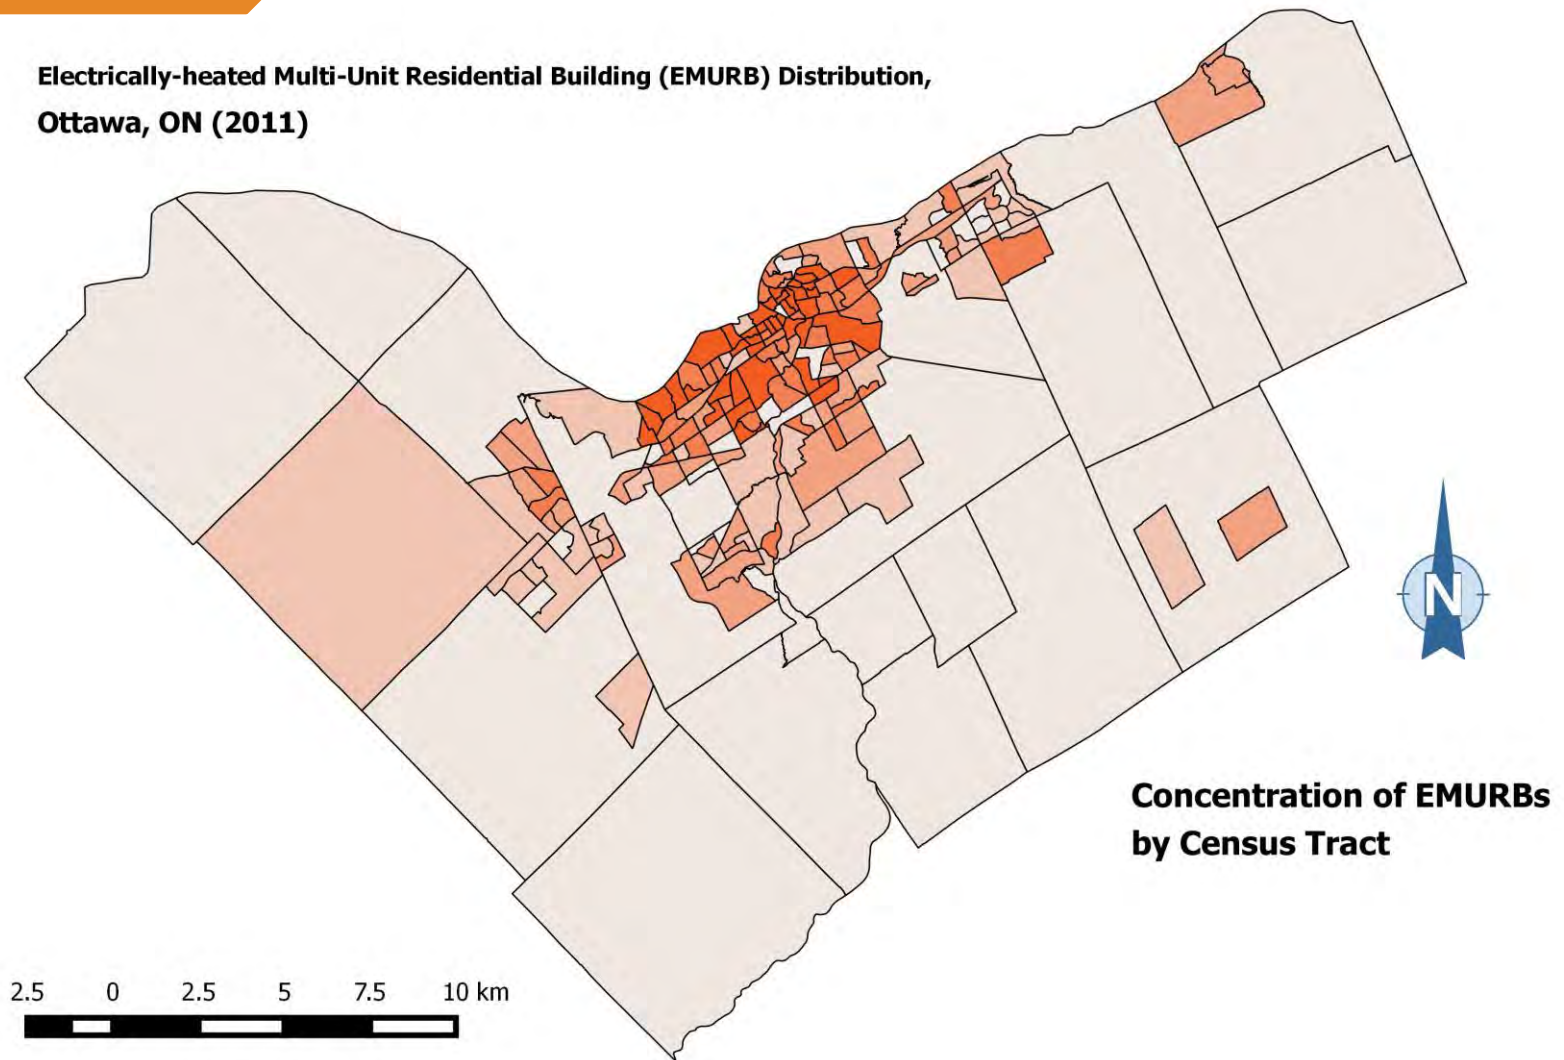 Electrically-heated Multi-Unit Residential Building (EMURB) Distribution,
Ottawa, ON (2011)
N
Concentration of EMURBs
by Census Tract
2.5 0 2.5 5 7.5 10 km